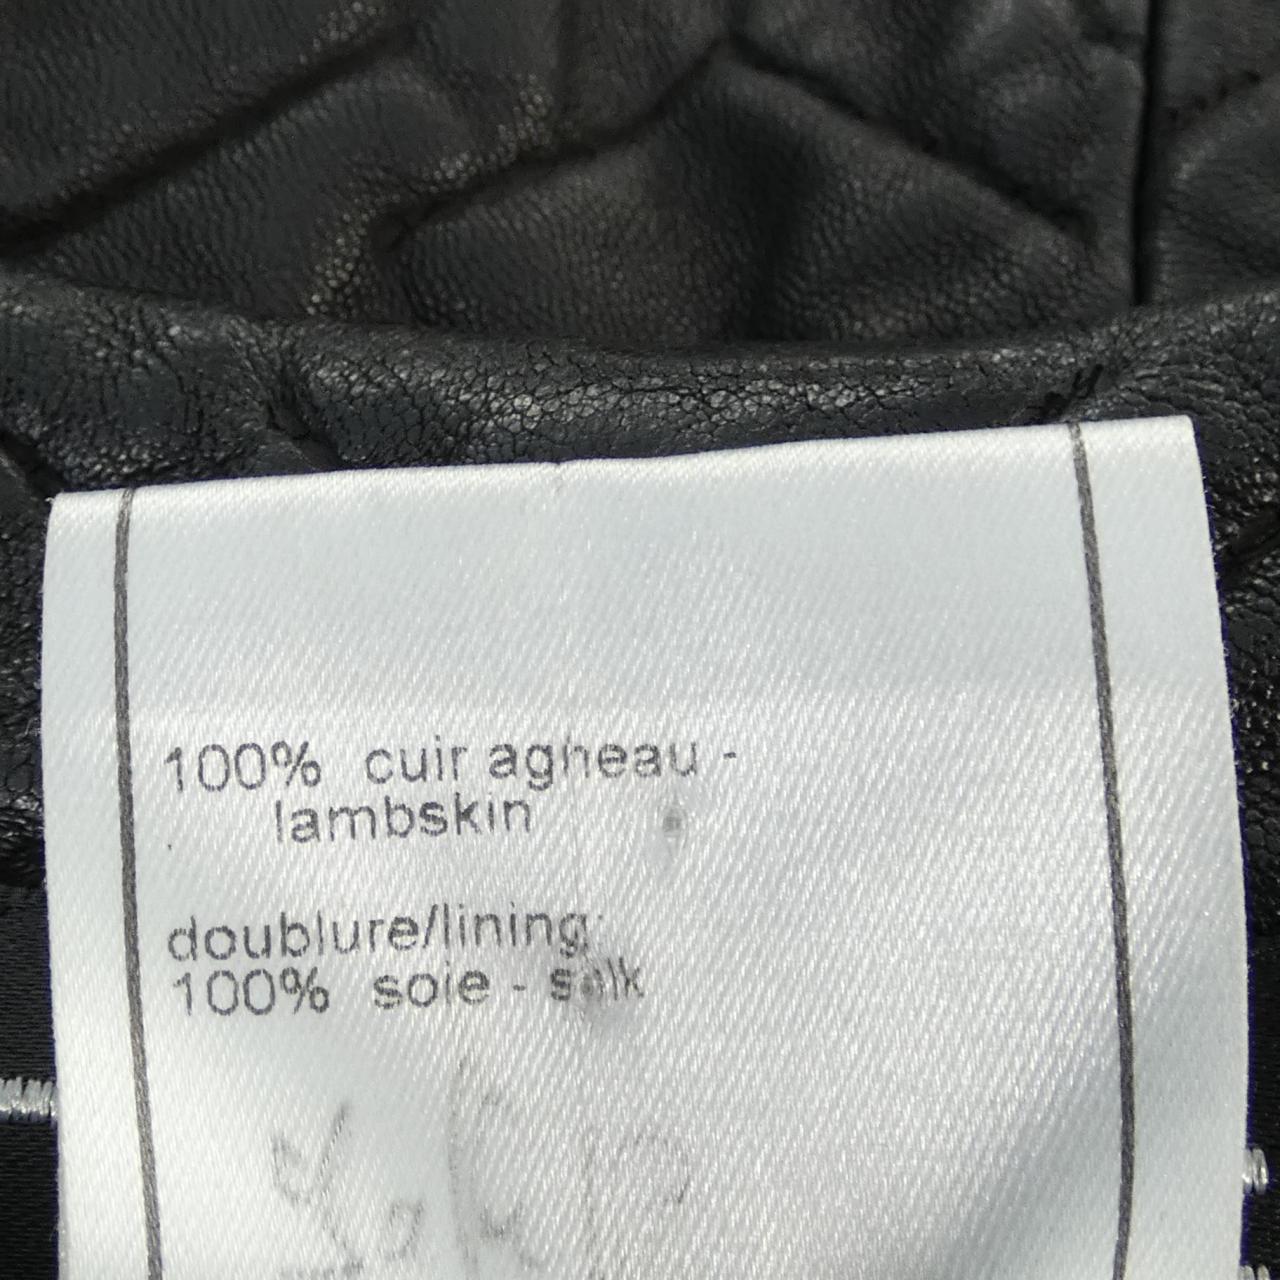 100% cuir agneau -
lambskin
doublure/lining:
100% soie - silk